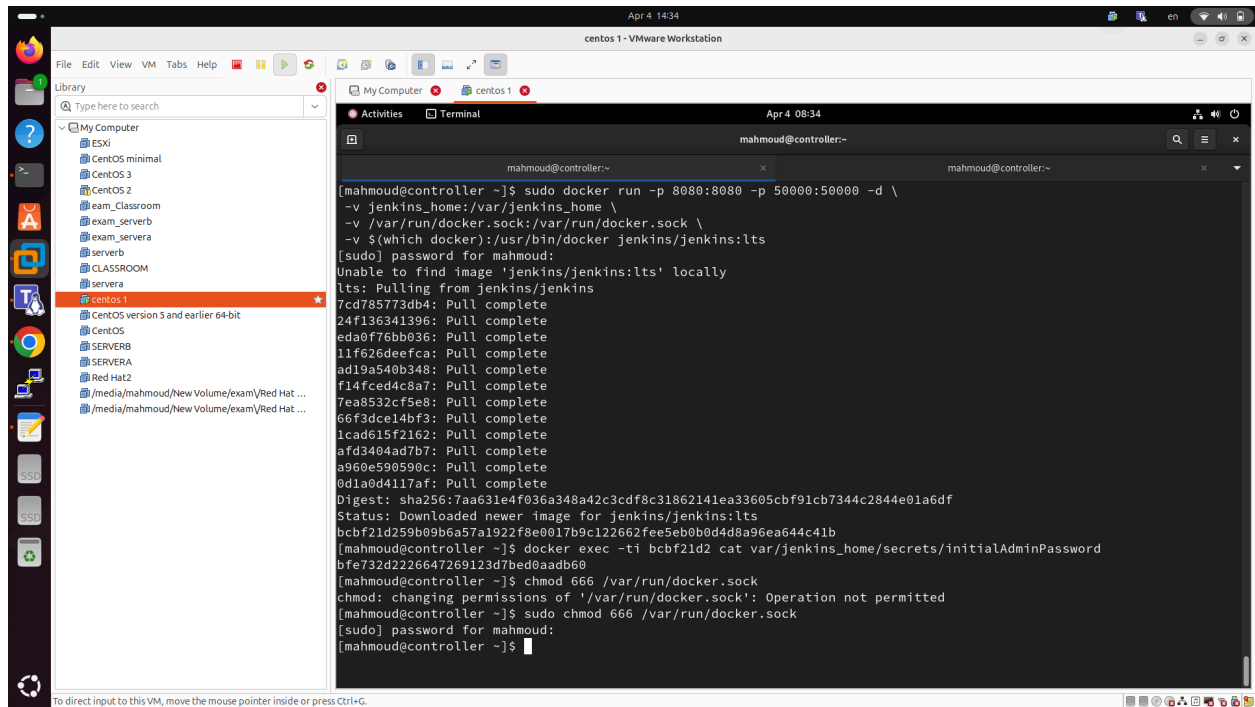 Apr 4 14:34
en
centos 1 - VMware Workstation
File Edit View VM Tabs Help
Library
Type here to search
My Computer
ESXi
CentOS minimal
CentOS 3
CentOS 2
eam_Classroom
exam_serverb
exam_servera
serverb
CLASSROOM
servera
centos 1
CentOS version 5 and earlier 64-bit
CentOS
SERVERB
SERVERA
Red Hat2
/media/mahmoud/New Volume/exam\/Red Hat ...
/media/mahmoud/New Volume/exam\/Red Hat ...
My Computer
centos 1
Activities
Terminal
Apr 4 08:34
mahmoud@controller:~
mahmoud@controller:~
mahmoud@controller:~
[mahmoud@controller ~]$ sudo docker run -p 8080:8080 -p 50000:50000 -d \
-v jenkins_home:/var/jenkins_home \
-v /var/run/docker.sock:/var/run/docker.sock \
-v $(which docker):/usr/bin/docker jenkins/jenkins:lts
[sudo] password for mahmoud:
Unable to find image 'jenkins/jenkins:lts' locally
lts: Pulling from jenkins/jenkins
7cd785773db4: Pull complete
24f136341396: Pull complete
eda0f76bb036: Pull complete
11f626deefca: Pull complete
ad19a540b348: Pull complete
f14fced4c8a7: Pull complete
7ea8532cf5e8: Pull complete
66f3dce14bf3: Pull complete
1cad615f2162: Pull complete
afd3404ad7b7: Pull complete
a960e590590c: Pull complete
0d1a0d4117af: Pull complete
Digest: sha256:7aa631e4f036a348a42c3cdf8c31862141ea33605cbf91cb7344c2844e01a6df
Status: Downloaded newer image for jenkins/jenkins:lts
bcbf21d259b09b6a57a1922f8e0017b9c122662fee5eb0b0d4d8a96ea644c41b
[mahmoud@controller ~]$ docker exec -ti bcbf21d2 cat var/jenkins_home/secrets/initialAdminPassword
bfe732d2226647269123d7bed0aadb60
[mahmoud@controller ~]$ chmod 666 /var/run/docker.sock
chmod: changing permissions of '/var/run/docker.sock': Operation not permitted
[mahmoud@controller ~]$ sudo chmod 666 /var/run/docker.sock
[sudo] password for mahmoud:
[mahmoud@controller ~]$
SSD
SSD
To direct input to this VM, move the mouse pointer inside or press Ctrl+G.